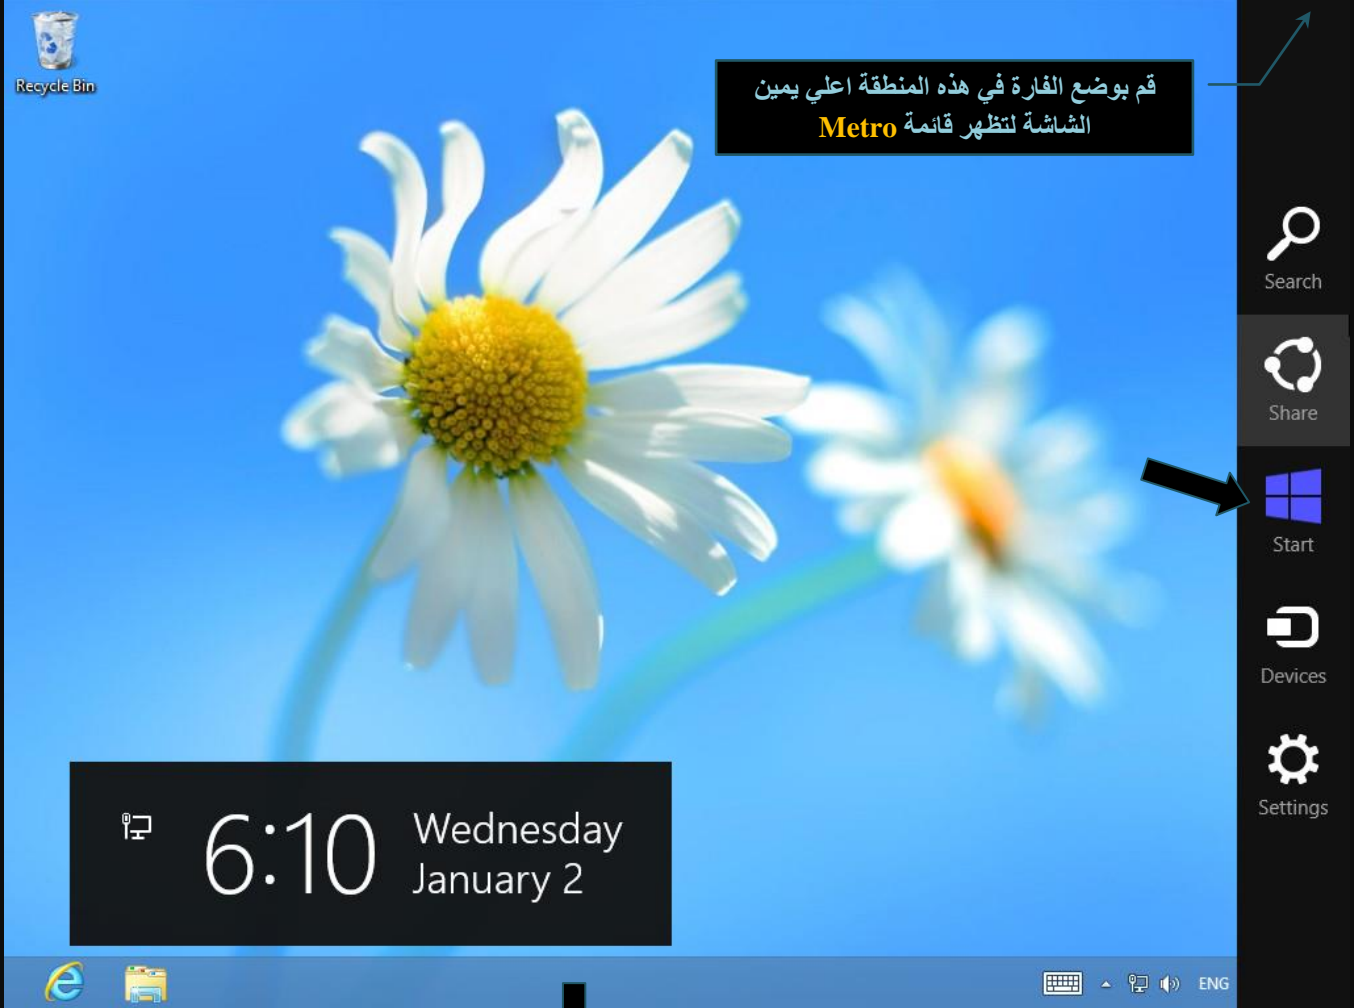 Recycle Bin
قم بوضع الفارة في هذه المنطقة اعلي يمين
الشاشة لتظهر قائمة Metro
Search
Share
Start
Devices
Settings
6:10
Wednesday
January 2
ENG